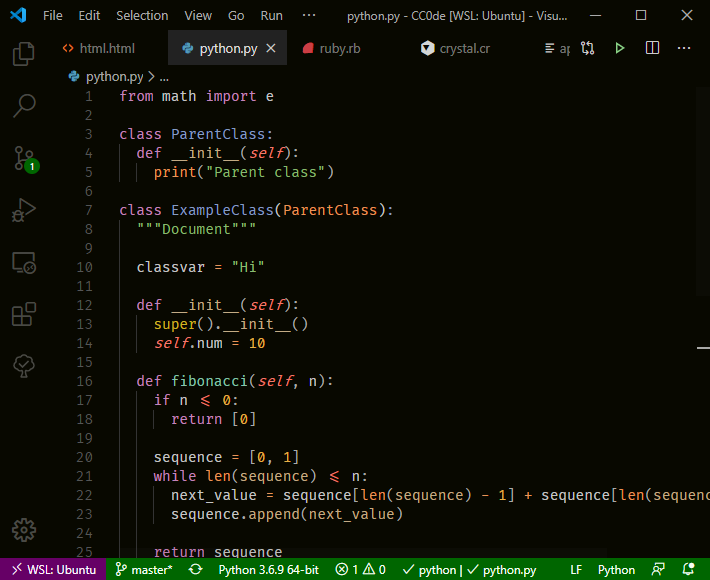 File Edit Selection View Go Run ··· python.py - CC0de [WSL: Ubuntu] - Visu...
html.html python.py ruby.rb crystal.cr
python.py > ...
1 from math import e
2
3 class ParentClass:
4 def __init__(self):
5 print("Parent class")
6
7 class ExampleClass(ParentClass):
8 """Document"""
9
10 classvar = "Hi"
11
12 def __init__(self):
13 super().__init__()
14 self.num = 10
15
16 def fibonacci(self, n):
17 if n <= 0:
18 return [0]
19
20 sequence = [0, 1]
21 while len(sequence) <= n:
22 next_value = sequence[len(sequence) - 1] + sequence[len(sequenc
23 sequence.append(next_value)
24
25 return sequence
1
WSL: Ubuntu master* Python 3.6.9 64-bit 1 0 python | python.py LF Python